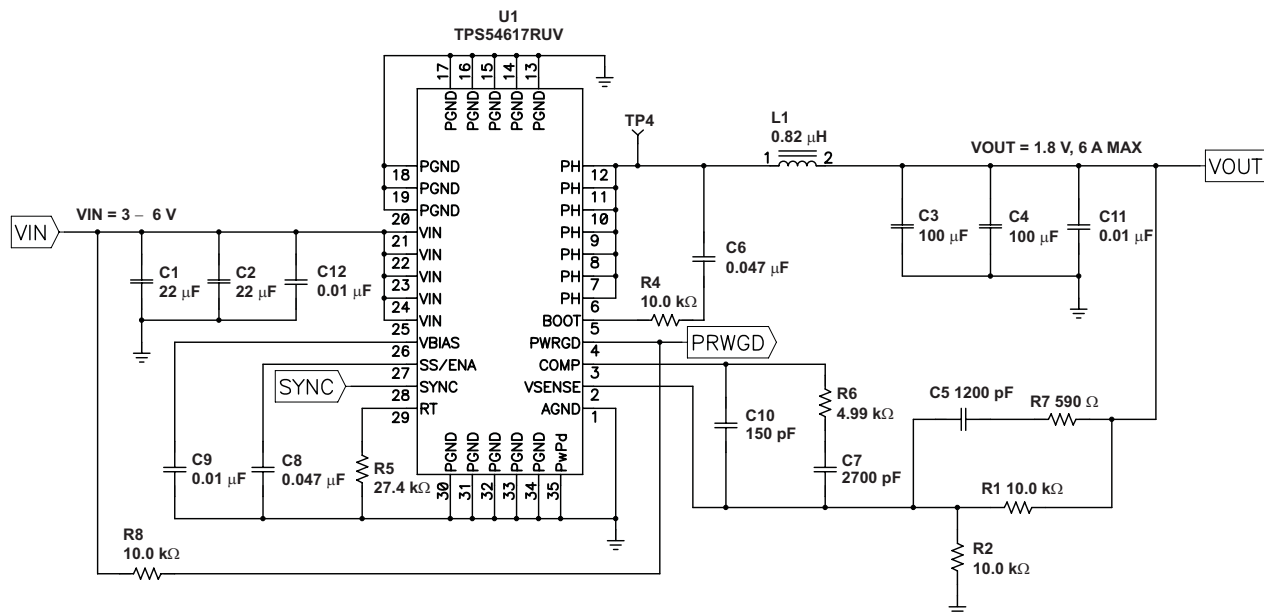 U1
TPS54617RUV
17 16 15 14 13
PGND PGND PGND PGND PGND
TP4
L1
0.82 µH
1 2
VOUT = 1.8 V, 6 A MAX
VOUT
VIN
VIN = 3 – 6 V
C1
22 µF
C2
22 µF
C12
0.01 µF
PGND
18
PGND
19
PGND
20
VIN
21
VIN
22
VIN
23
VIN
24
VIN
25
VBIAS
26
SS/ENA
27
SYNC
28
RT
29
PH
12
PH
11
PH
10
PH
9
PH
8
PH
7
PH
6
BOOT
5
PWRGD
4
COMP
3
VSENSE
2
AGND
1
PGND PGND PGND PGND PGND PwPd
30 31 32 33 34 35
C3
100 µF
C4
100 µF
C11
0.01 µF
C6
0.047 µF
R4
10.0 kΩ
PRWGD
SYNC
C9
0.01 µF
C8
0.047 µF
R5
27.4 kΩ
C10
150 pF
R6
4.99 kΩ
C7
2700 pF
C5 1200 pF
R7 590 Ω
R1 10.0 kΩ
R2
10.0 kΩ
R8
10.0 kΩ